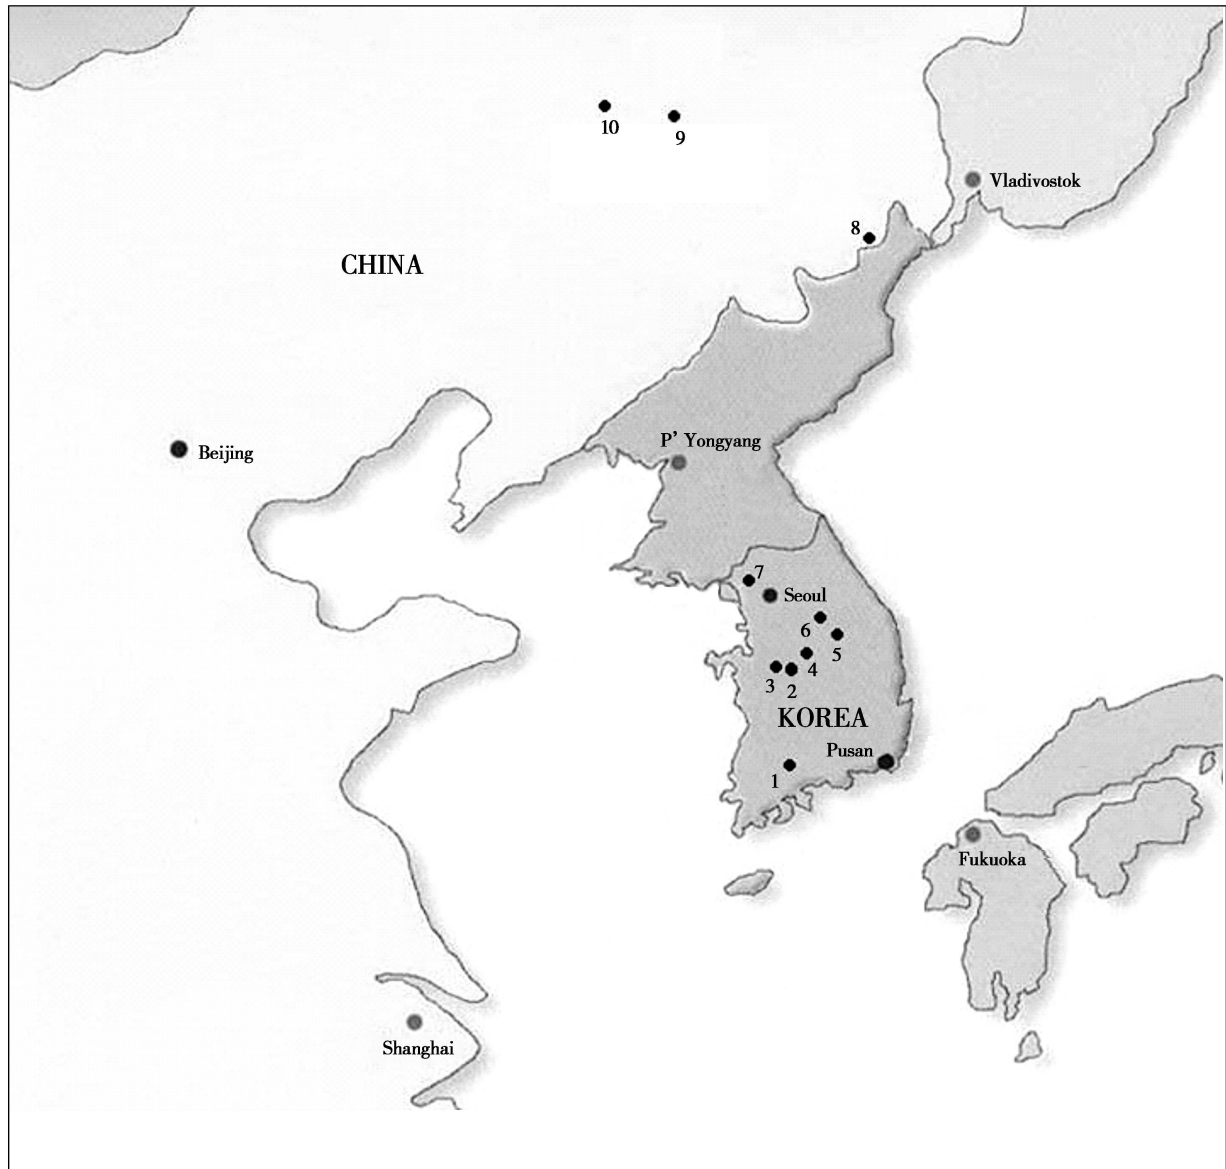 10
9
Vladivostok
8
CHINA
P' Yongyang
Beijing
7
Seoul
6
5
4
3
2
KOREA
Pusan
1
Fukuoka
Shanghai